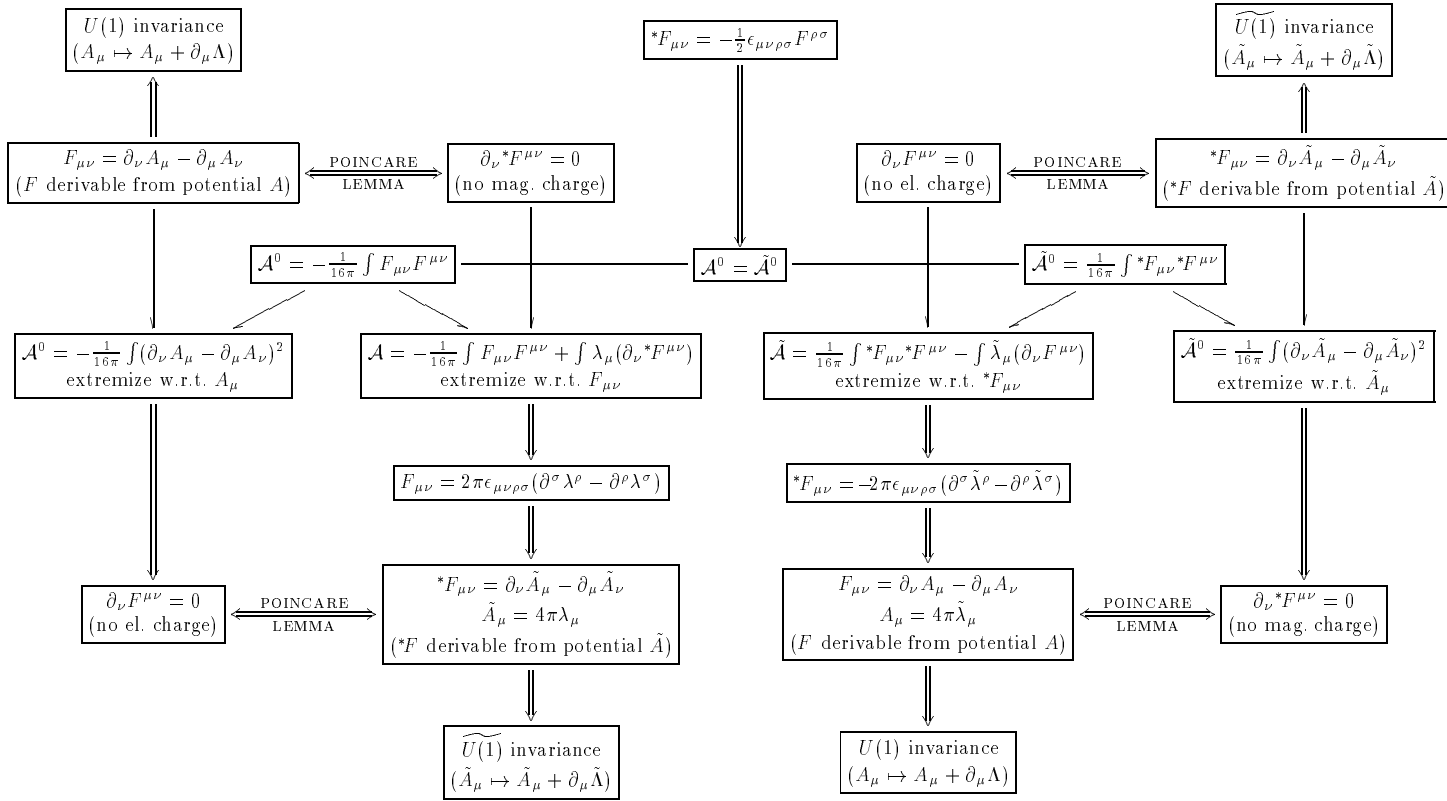 U(1) invariance
(A_μ ↦ A_μ + ∂_μΛ)
*F_{μν} = −½ ε_{μνρσ} F^{ρσ}
\widetilde{U(1)} invariance
(Ã_μ ↦ Ã_μ + ∂_μΛ̃)
F_{μν} = ∂_νA_μ − ∂_μA_ν
(F derivable from potential A)
POINCARE
LEMMA
∂_ν*F^{μν} = 0
(no mag. charge)
∂_νF^{μν} = 0
(no el. charge)
POINCARE
LEMMA
*F_{μν} = ∂_νÃ_μ − ∂_μÃ_ν
(*F derivable from potential Ã)
𝒜⁰ = −\frac{1}{16π} ∫ F_{μν}F^{μν}
𝒜⁰ = 𝒜̃⁰
𝒜̃⁰ = \frac{1}{16π} ∫ *F_{μν}*F^{μν}
𝒜⁰ = −\frac{1}{16π} ∫(∂_νA_μ − ∂_μA_ν)²
extremize w.r.t. A_μ
𝒜 = −\frac{1}{16π} ∫ F_{μν}F^{μν} + ∫ λ_μ(∂_ν*F^{μν})
extremize w.r.t. F_{μν}
𝒜̃ = \frac{1}{16π} ∫ *F_{μν}*F^{μν} − ∫ λ̃_μ(∂_νF^{μν})
extremize w.r.t. *F_{μν}
𝒜̃⁰ = \frac{1}{16π} ∫(∂_νÃ_μ − ∂_μÃ_ν)²
extremize w.r.t. Ã_μ
F_{μν} = 2πε_{μνρσ}(∂^σλ^ρ − ∂^ρλ^σ)
*F_{μν} = −2πε_{μνρσ}(∂^σλ̃^ρ − ∂^ρλ̃^σ)
∂_νF^{μν} = 0
(no el. charge)
POINCARE
LEMMA
*F_{μν} = ∂_νÃ_μ − ∂_μÃ_ν
Ã_μ = 4πλ_μ
(*F derivable from potential Ã)
F_{μν} = ∂_νA_μ − ∂_μA_ν
A_μ = 4πλ̃_μ
(F derivable from potential A)
POINCARE
LEMMA
∂_ν*F^{μν} = 0
(no mag. charge)
\widetilde{U(1)} invariance
(Ã_μ ↦ Ã_μ + ∂_μΛ̃)
U(1) invariance
(A_μ ↦ A_μ + ∂_μΛ)